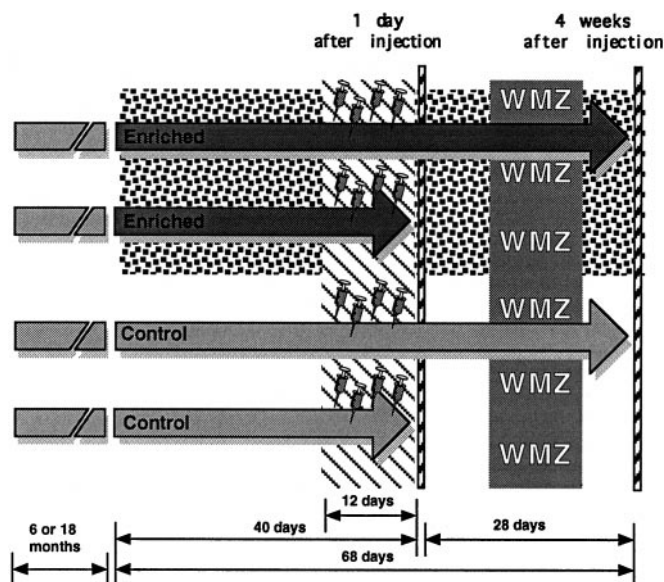 1 day
after injection
4 weeks
after injection
WMZ
Enriched
WMZ
Enriched
WMZ
WMZ
Control
WMZ
Control
WMZ
12 days
6 or 18
months
40 days
28 days
68 days